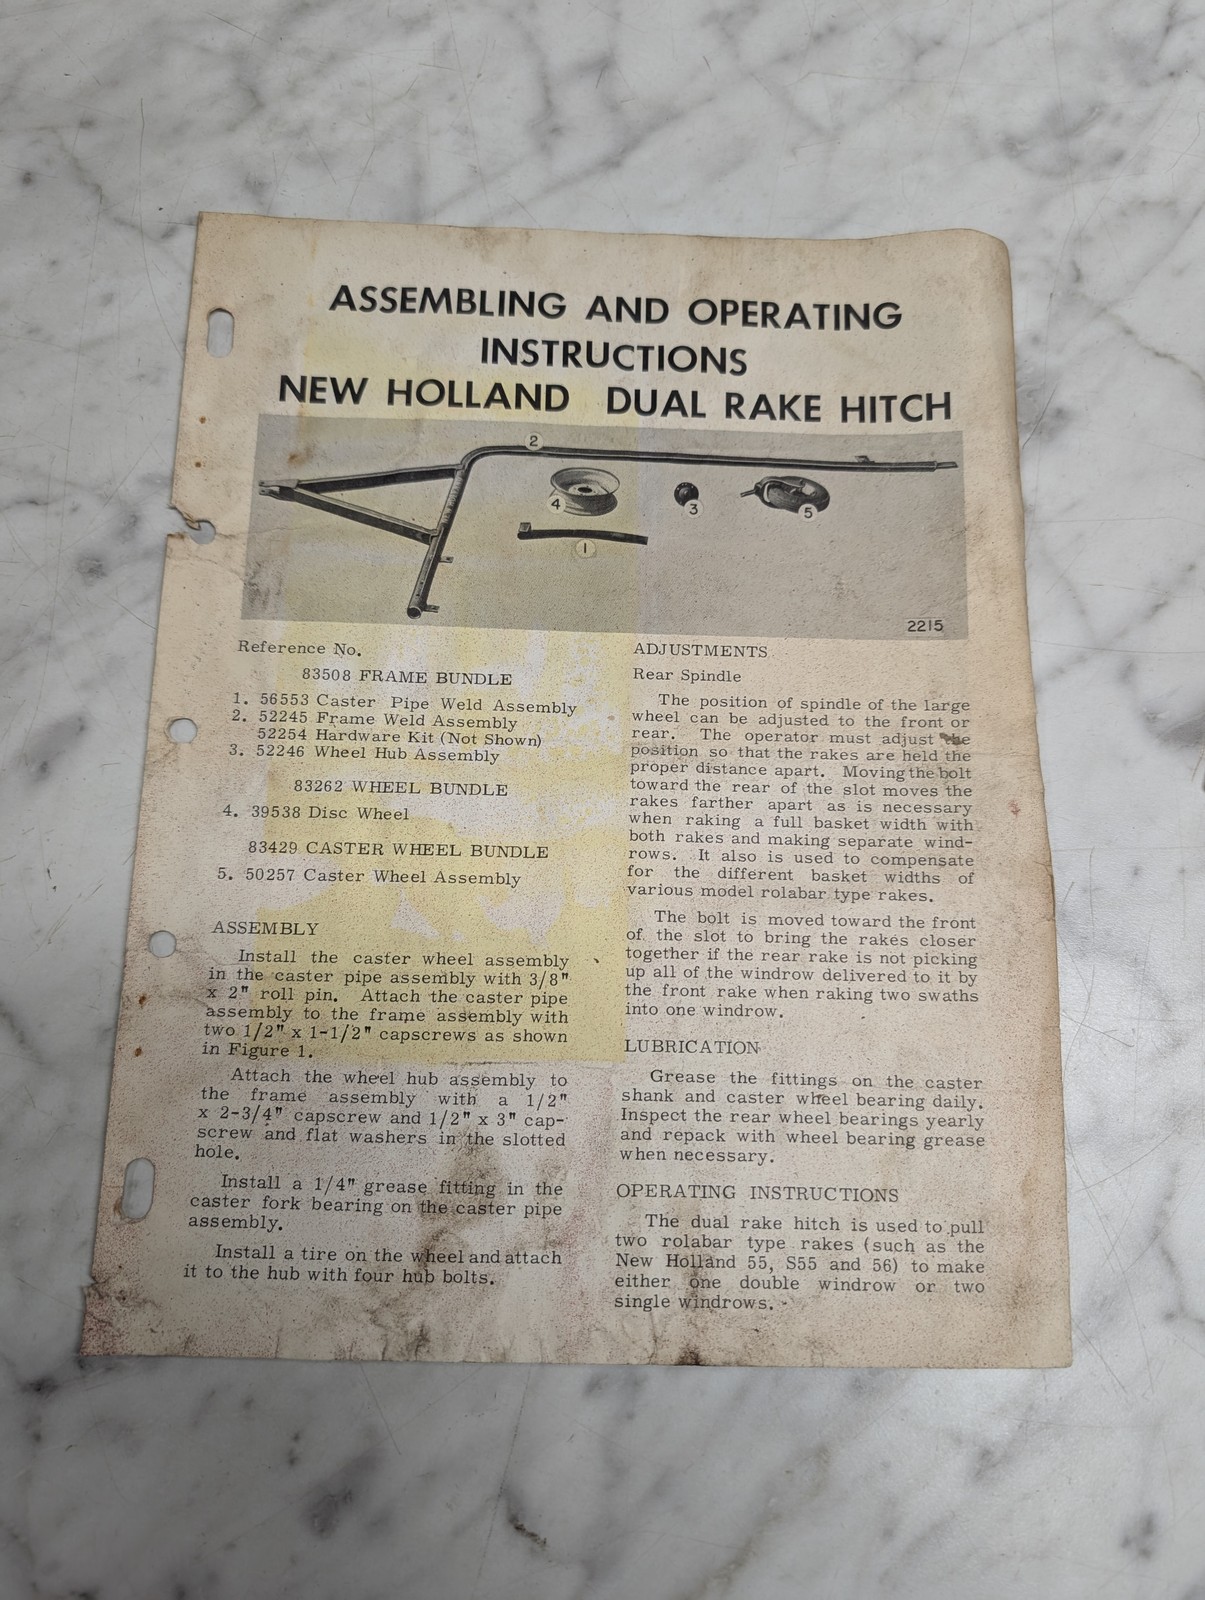 ASSEMBLING AND OPERATING
INSTRUCTIONS
NEW HOLLAND DUAL RAKE HITCH
2
4
3
5
1
2215
Reference No.
83508 FRAME BUNDLE
1. 56553 Caster Pipe Weld Assembly
2. 52245 Frame Weld Assembly
52254 Hardware Kit (Not Shown)
3. 52246 Wheel Hub Assembly
83262 WHEEL BUNDLE
4. 39538 Disc Wheel
83429 CASTER WHEEL BUNDLE
5. 50257 Caster Wheel Assembly
ASSEMBLY
Install the caster wheel assembly
in the caster pipe assembly with 3/8"
x 2" roll pin. Attach the caster pipe
assembly to the frame assembly with
two 1/2" x 1-1/2" capscrews as shown
in Figure 1.
Attach the wheel hub assembly to
the frame assembly with a 1/2"
x 2-3/4" capscrew and 1/2" x 3" cap-
screw and flat washers in the slotted
hole.
Install a 1/4" grease fitting in the
caster fork bearing on the caster pipe
assembly.
Install a tire on the wheel and attach
it to the hub with four hub bolts.
ADJUSTMENTS
Rear Spindle
The position of spindle of the large
wheel can be adjusted to the front or
rear. The operator must adjust the
position so that the rakes are held the
proper distance apart. Moving the bolt
toward the rear of the slot moves the
rakes farther apart as is necessary
when raking a full basket width with
both rakes and making separate wind-
rows. It also is used to compensate
for the different basket widths of
various model rolabar type rakes.
The bolt is moved toward the front
of the slot to bring the rakes closer
together if the rear rake is not picking
up all of the windrow delivered to it by
the front rake when raking two swaths
into one windrow.
LUBRICATION
Grease the fittings on the caster
shank and caster wheel bearing daily.
Inspect the rear wheel bearings yearly
and repack with wheel bearing grease
when necessary.
OPERATING INSTRUCTIONS
The dual rake hitch is used to pull
two rolabar type rakes (such as the
New Holland 55, S55 and 56) to make
either one double windrow or two
single windrows.